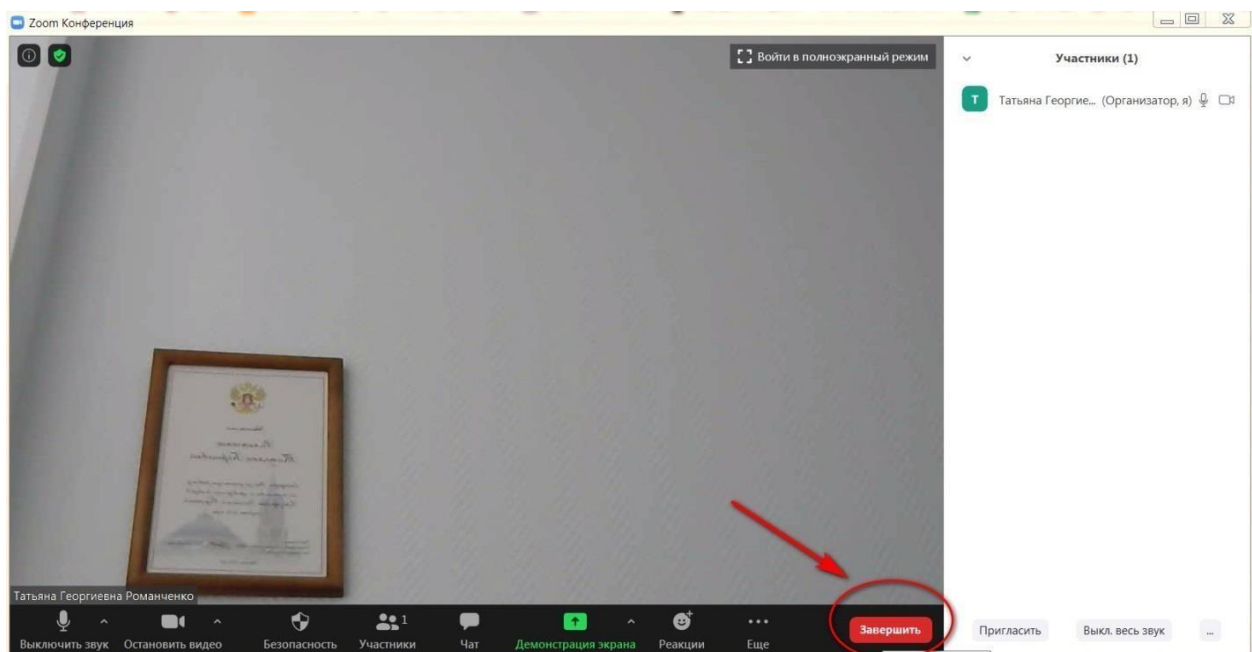 Zoom Конференция
Войти в полноэкранный режим
Участники (1)
Т
Татьяна Георгие... (Организатор, я)
Татьяна Георгиевна Романченко
1
Выключить звук
Остановить видео
Безопасность
Участники
Чат
Демонстрация экрана
Реакции
Еще
Завершить
Пригласить
Выкл. весь звук
...